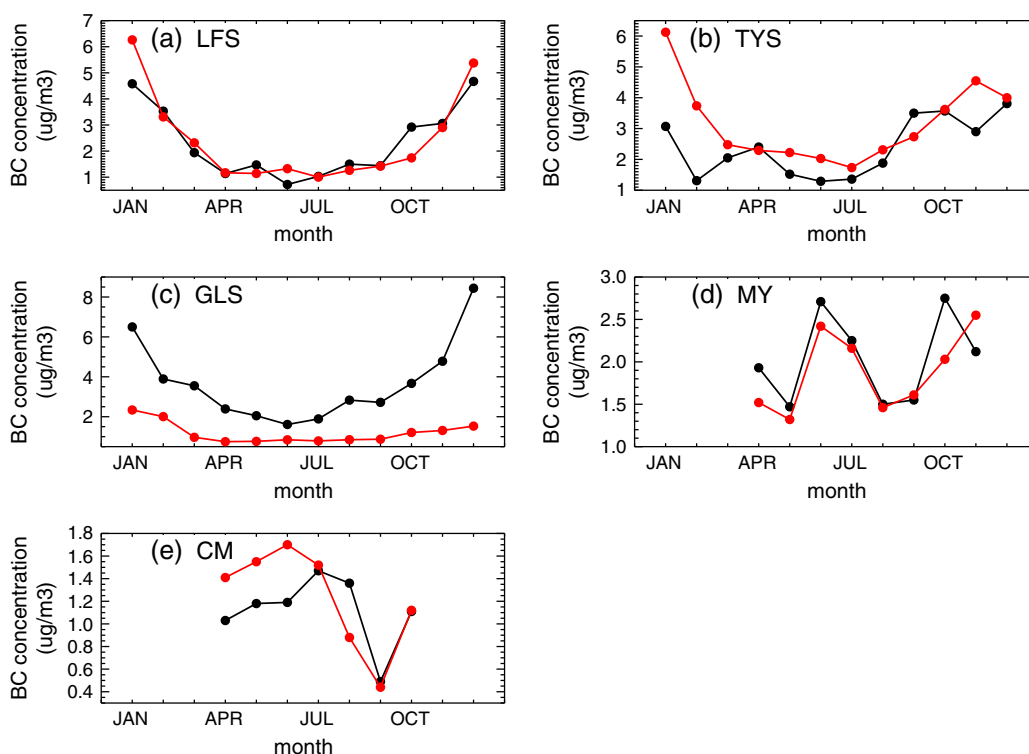 (a) LFS
BC concentration
(ug/m3)
7
6
5
4
3
2
1
JAN APR JUL OCT
month
(b) TYS
BC concentration
(ug/m3)
6
5
4
3
2
1
JAN APR JUL OCT
month
(c) GLS
BC concentration
(ug/m3)
8
6
4
2
JAN APR JUL OCT
month
(d) MY
BC concentration
(ug/m3)
3.0
2.5
2.0
1.5
1.0
JAN APR JUL OCT
month
(e) CM
BC concentration
(ug/m3)
1.8
1.6
1.4
1.2
1.0
0.8
0.6
0.4
JAN APR JUL OCT
month